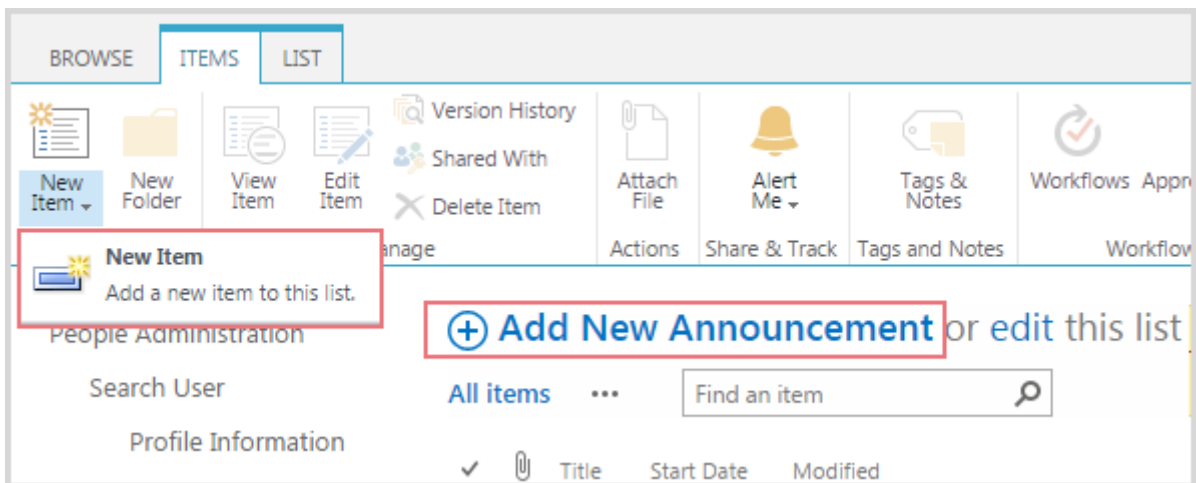 BROWSE ITEMS LIST
New Item
New Folder
View Item
Edit Item
Version History
Shared With
Delete Item
Attach File
Alert Me
Tags & Notes
Workflows
Actions Share & Track Tags and Notes
New Item
Add a new item to this list.
People Administration
Search User
Profile Information
Add New Announcement or edit this list
All items ... Find an item
Title Start Date Modified